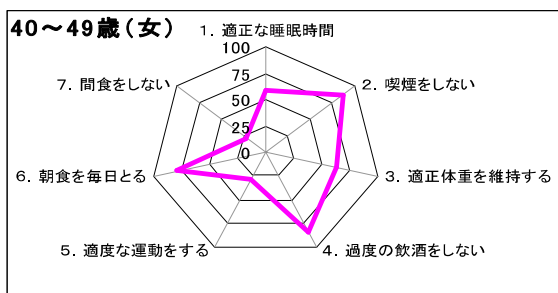 40～49歳（女）
1. 適正な睡眠時間
100
75
50
25
0
2. 喫煙をしない
3. 適正体重を維持する
4. 過度の飲酒をしない
5. 適度な運動をする
6. 朝食を毎日とる
7. 間食をしない